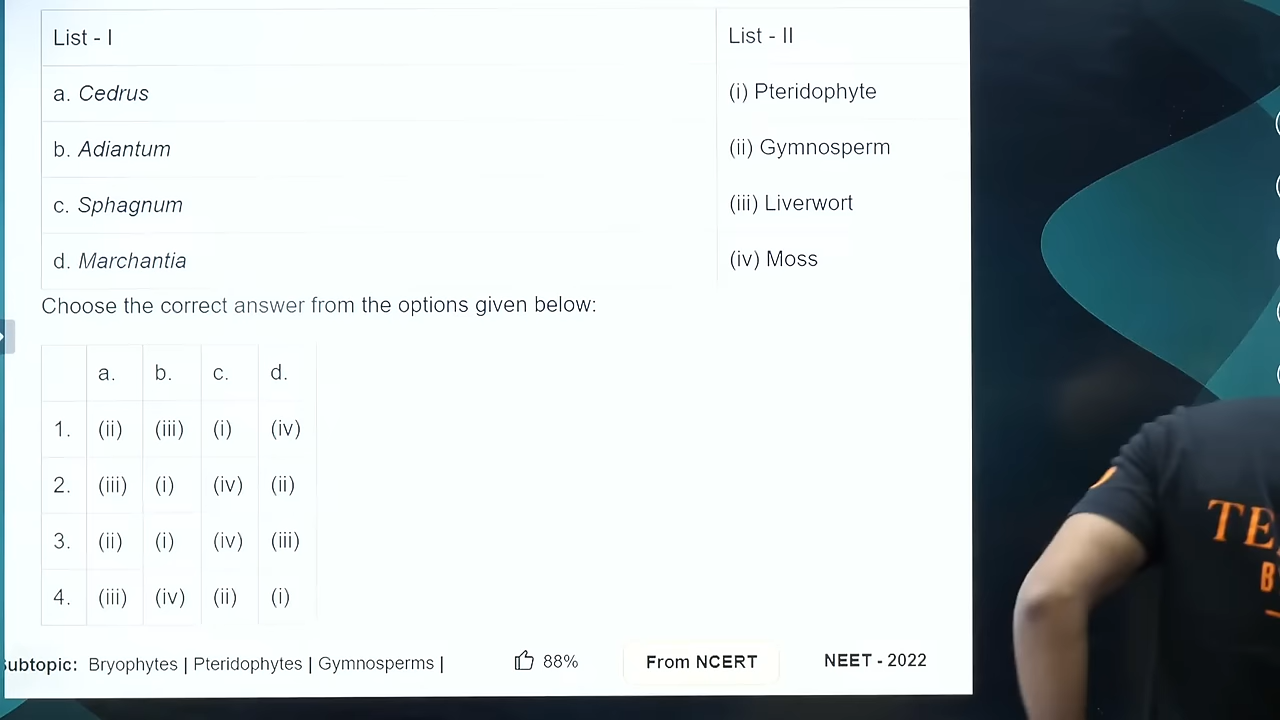 List - I List - II
a. Cedrus (i) Pteridophyte
b. Adiantum (ii) Gymnosperm
c. Sphagnum (iii) Liverwort
d. Marchantia (iv) Moss
Choose the correct answer from the options given below:
a. b. c. d.
1. (ii) (iii) (i) (iv)
2. (iii) (i) (iv) (ii)
3. (ii) (i) (iv) (iii)
4. (iii) (iv) (ii) (i)
ubtopic: Bryophytes | Pteridophytes | Gymnosperms | 88% From NCERT NEET - 2022
TE